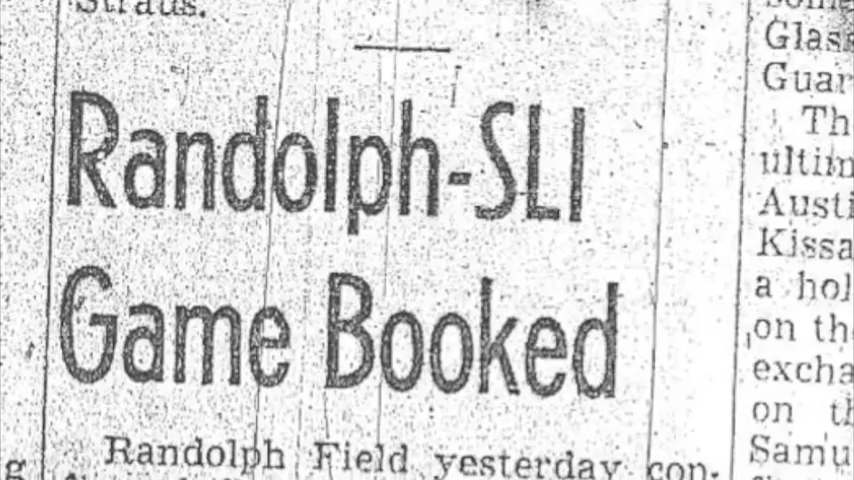 Straus.
Randolph-SLI
Game Booked
Randolph Field yesterday con-
g
Glass
Guar
Th
ultim
Austi
Kissa
a hol
on th
excha
on th
Samu